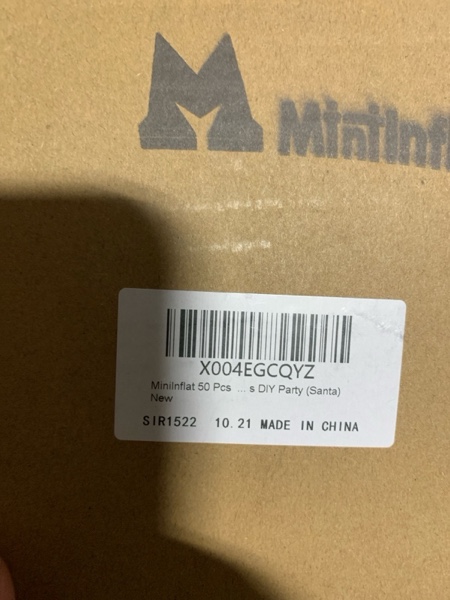 M
MiniInfl
X004EGCQYZ
MiniInflat 50 Pcs ... s DIY Party (Santa)
New
SIR1522 10.21 MADE IN CHINA